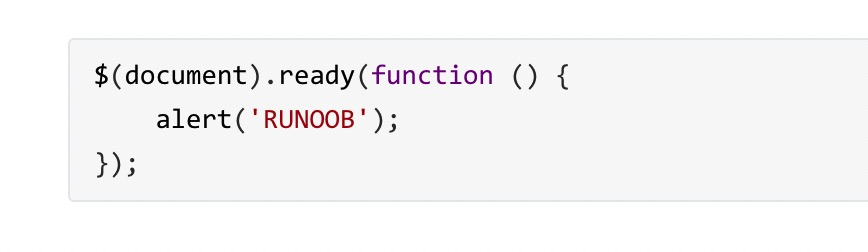 $(document).ready(function () {
    alert('RUNOOB');
});